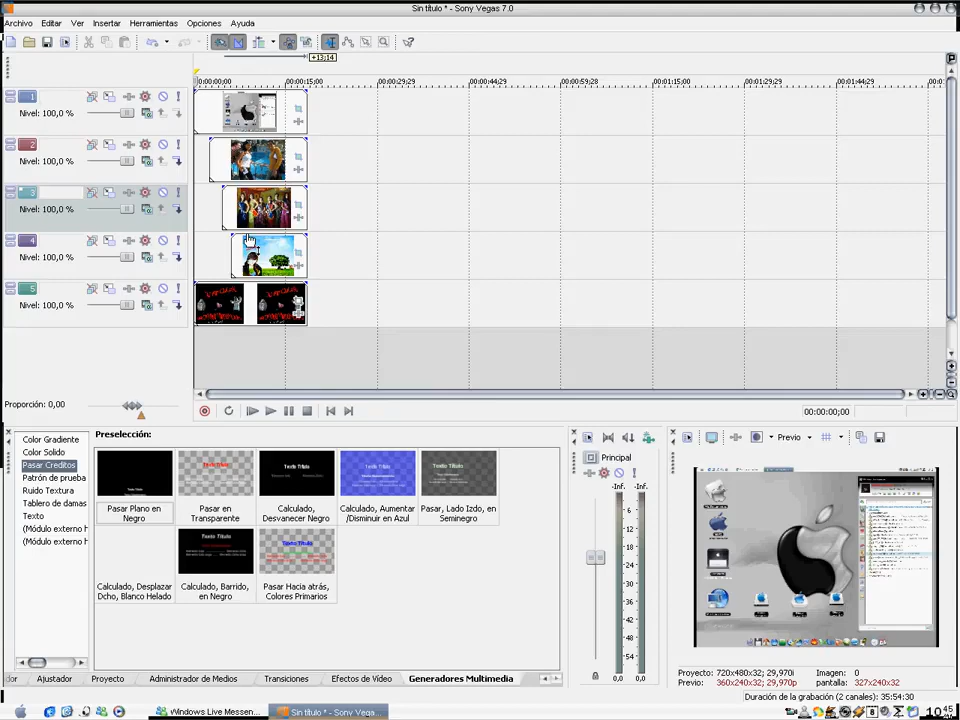 Sin título * - Sony Vegas 7.0
Archivo Editar Ver Insertar Herramientas Opciones Ayuda
+13;14
00:00:00;00 00:00:15;00 00:00:29;29 00:00:44;29 00:00:59;28 00:01:15;00 00:01:29;29 00:01:44;29
1
Nivel: 100,0 %
2
Nivel: 100,0 %
3
Nivel: 100,0 %
4
Nivel: 100,0 %
5
Nivel: 100,0 %
Proporción: 0,00
00:00:00;00
Color Gradiente
Color Solido
Pasar Creditos
Patrón de prueba
Ruido Textura
Tablero de damas
Texto
(Módulo externo h
(Módulo externo h
Preselección:
Pasar Plano en Negro
Pasar en Transparente
Calculado, Desvanecer Negro
Calculado, Aumentar /Disminuir en Azul
Pasar, Lado Izdo, en Seminegro
Calculado, Desplazar Dcho, Blanco Helado
Calculado, Barrido, en Negro
Pasar Hacia atrás, Colores Primarios
Ajustador Proyecto Administrador de Medios Transiciones Efectos de Vídeo Generadores Multimedia
Principal
-Inf. -Inf.
6
12
18
24
30
36
42
48
54
0,0 0,0
Previo
Proyecto: 720x480x32; 29,970i Imagen: 0
Previo: 360x240x32; 29,970p pantalla: 327x240x32
Duración de la grabación (2 canales): 35:54:30
Windows Live Messen... Sin título * - Sony Vega... 10:45